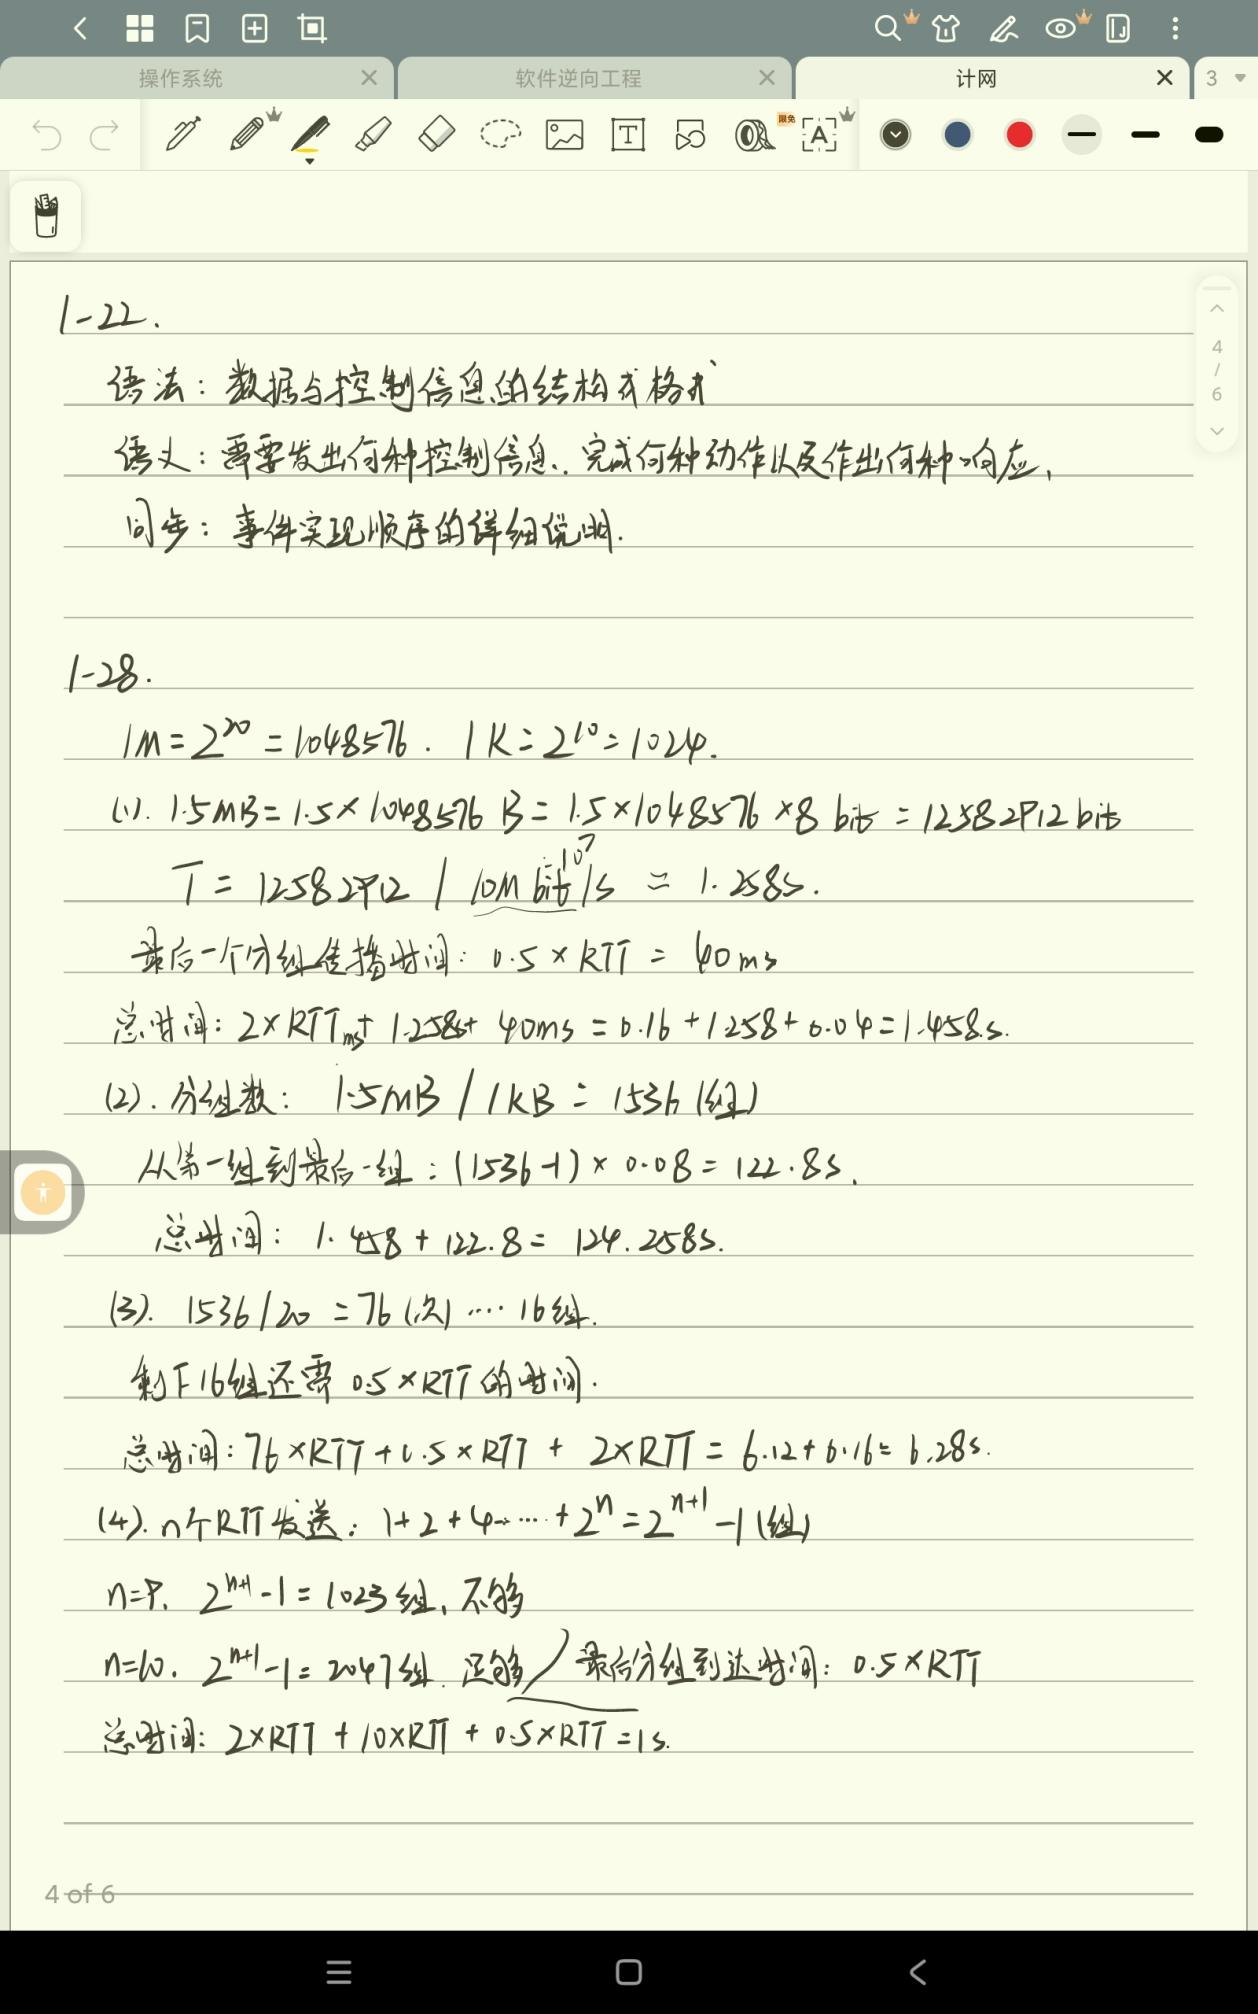 操作系统
软件逆向工程
计网
3
限免
T
A
4
/
6
1-22.
语法：数据与控制信息的结构或格式
语义：需要发出何种控制信息，完成何种动作以及作出何种响应.
同步：事件实现顺序的详细说明.
1-28.
1M=2²⁰=1048576. 1K=2¹⁰=1024.
(1). 1.5MB=1.5×1048576 B=1.5×1048576×8 bit=12582912 bit
10⁷
T=12582912 / 10M bit/s = 1.258s.
最后一个分组传播时间：0.5×RTT = 40ms
总时间：2×RTT ms+ 1.258s+ 40ms=0.16+1.258+0.04=1.458s.
(2). 分组数： 1.5MB / 1KB = 1536 (组)
从第一组到最后一组：(1536-1)×0.08=122.8s.
总时间：1.458+122.8= 124.258s.
(3). 1536/20 =76 (次) ···· 16组.
剩下16组还需 0.5×RTT 的时间.
总时间：76×RTT+0.5×RTT + 2×RTT=6.12+0.16=6.28s.
(4). n个RTT发送：1+2+4+···+2ⁿ=2ⁿ⁺¹-1 (组)
n=9. 2ⁿ⁺¹-1=1023组，不够
n=10. 2ⁿ⁺¹-1=2047组. 足够 / 最后分组到达时间：0.5×RTT
总时间：2×RTT + 10×RTT + 0.5×RTT=1s.
4 of 6